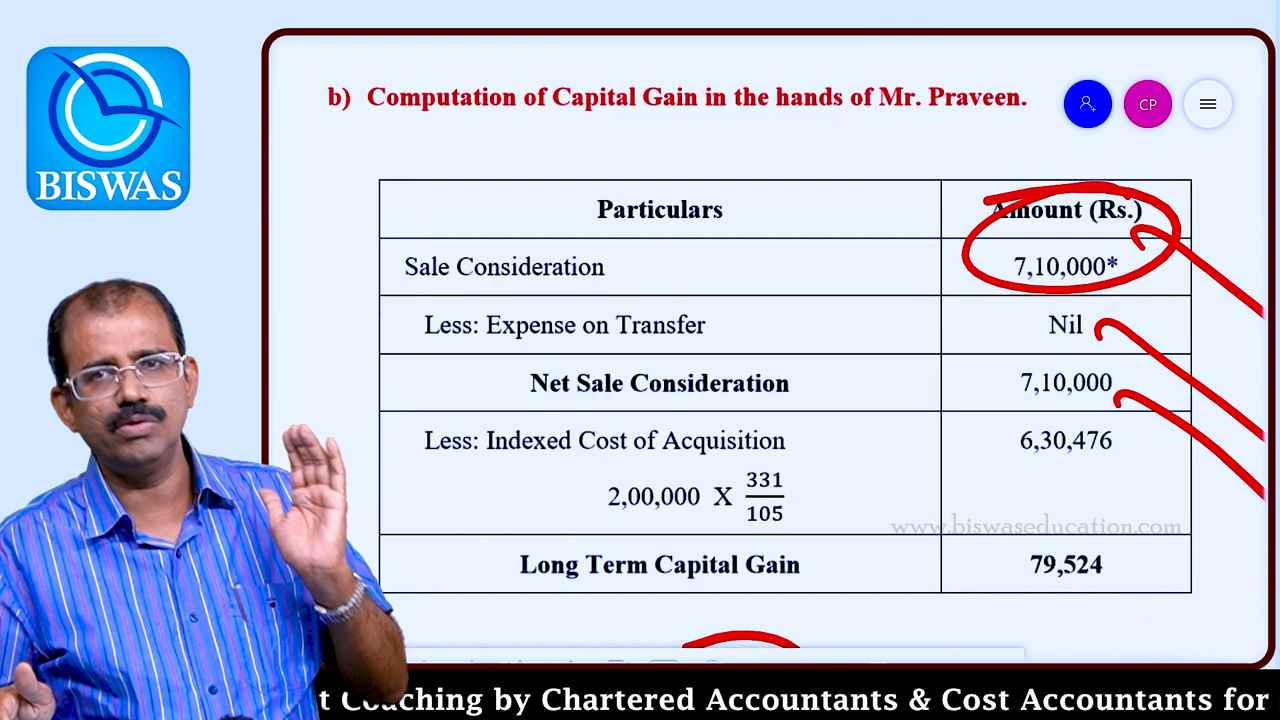 BISWAS
b) Computation of Capital Gain in the hands of Mr. Praveen.
CP
Particulars
Amount (Rs.)
Sale Consideration
7,10,000*
Less: Expense on Transfer
Nil
Net Sale Consideration
7,10,000
Less: Indexed Cost of Acquisition
6,30,476
2,00,000 X 331
105
www.biswaseducation.com
Long Term Capital Gain
79,524
t Coaching by Chartered Accountants & Cost Accountants for